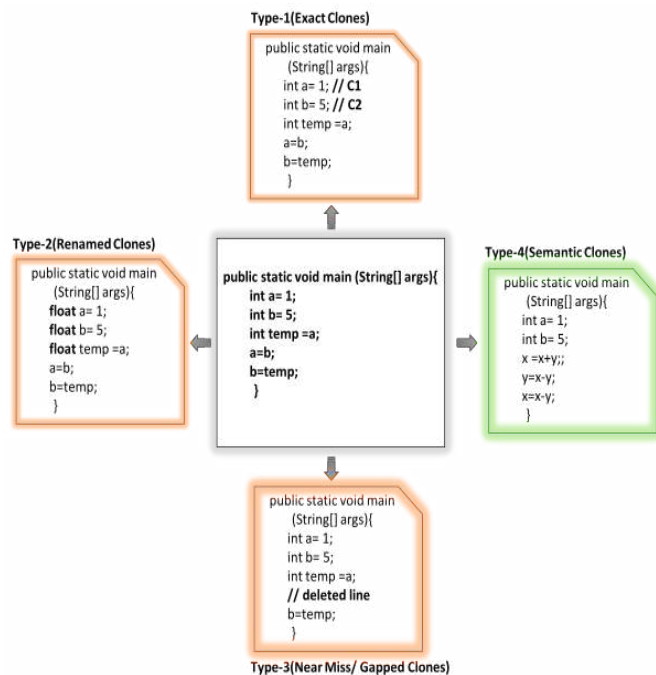 Type-1(Exact Clones)
public static void main
(String[] args){
int a= 1; // C1
int b= 5; // C2
int temp =a;
a=b;
b=temp;
}
Type-2(Renamed Clones)
public static void main
(String[] args){
float a= 1;
float b= 5;
float temp =a;
a=b;
b=temp;
}
public static void main (String[] args){
int a= 1;
int b= 5;
int temp =a;
a=b;
b=temp;
}
Type-4(Semantic Clones)
public static void main
(String[] args){
int a= 1;
int b= 5;
x =x+y;;
y=x-y;
x=x-y;
}
public static void main
(String[] args){
int a= 1;
int b= 5;
int temp =a;
// deleted line
b=temp;
}
Type-3(Near Miss/ Gapped Clones)